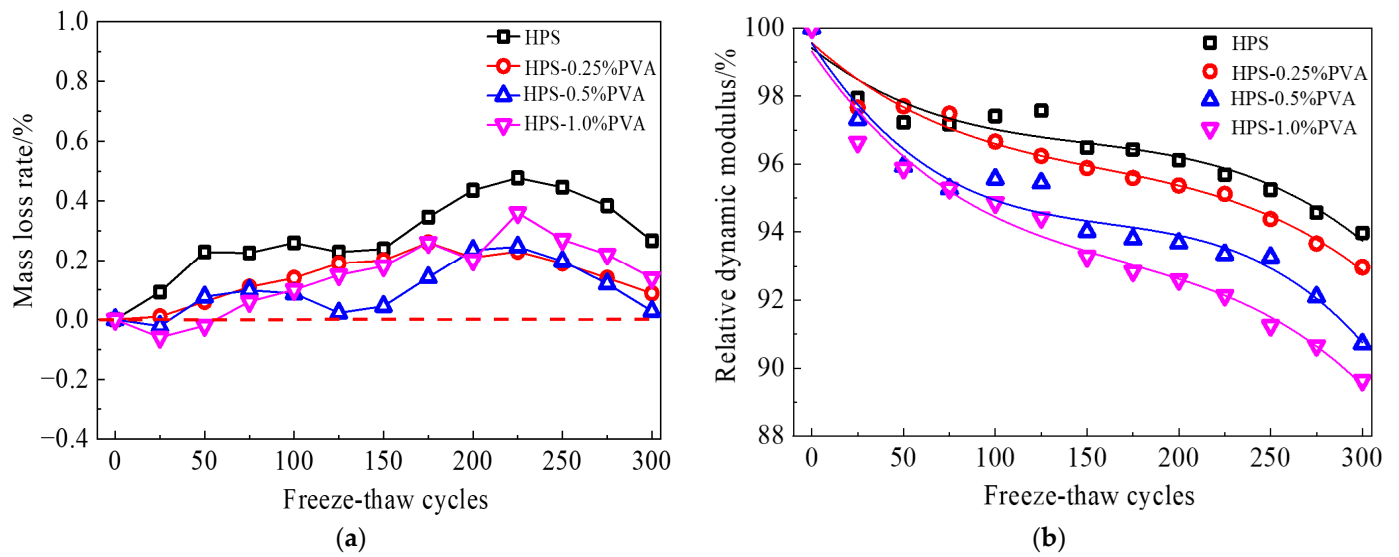 1.0
0.8
0.6
0.4
0.2
0.0
−0.2
−0.4
Mass loss rate/%
HPS
HPS-0.25%PVA
HPS-0.5%PVA
HPS-1.0%PVA
0 50 100 150 200 250 300
Freeze-thaw cycles
(a)
100
98
96
94
92
90
88
Relative dynamic modulus/%
HPS
HPS-0.25%PVA
HPS-0.5%PVA
HPS-1.0%PVA
0 50 100 150 200 250 300
Freeze-thaw cycles
(b)